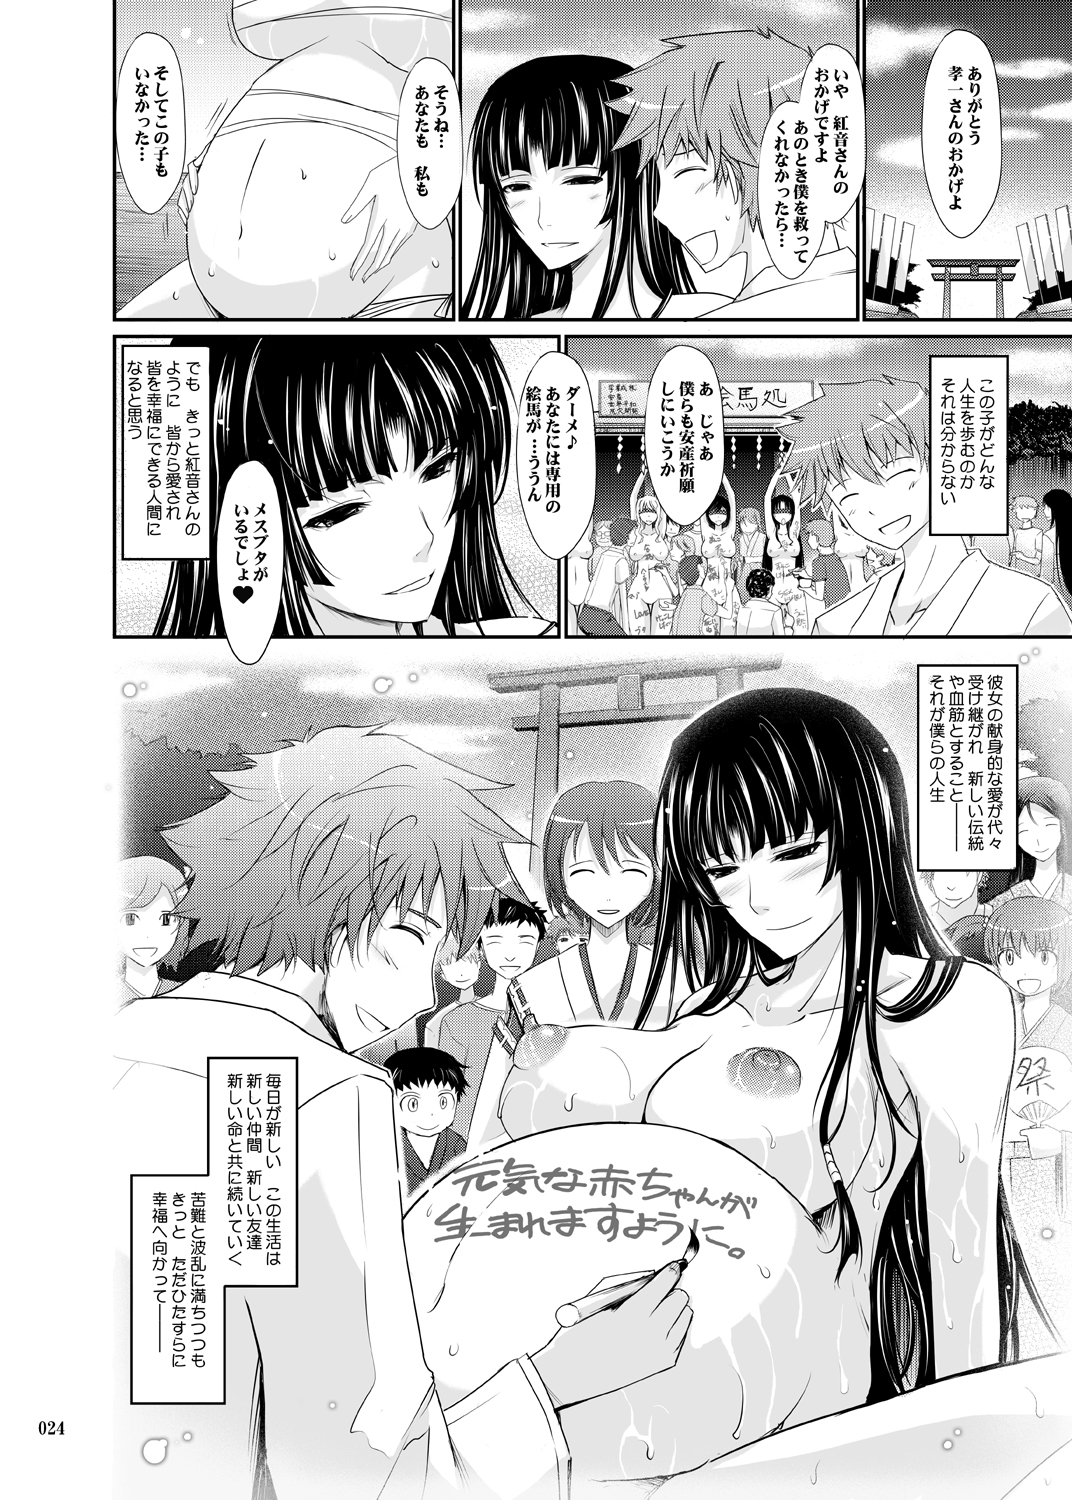 ありがとう
孝一さんのおかげよ
いや　紅音さんの
おかげですよ
あのとき僕を救って
くれなかったら…
そうね…
あなたも　私も
そしてこの子も
いなかった…
この子がどんな
人生を歩むのか
それは分からない
絵馬処
あ　じゃあ
僕らも安産祈願
しにいこうか
ダーメ♪
あなたには専用の
絵馬が…ううん
でも　きっと紅音さんの
ように　皆から愛され
皆を幸福にできる人間に
なると思う
メスブタが
いるでしょ
♥
彼女の献身的な愛が代々
受け継がれ　新しい伝統
や血筋とすること――
それが僕らの人生
祭
元気な赤ちゃんが
生まれますように。
毎日が新しい　この生活は
新しい仲間　新しい友達
新しい命と共に続いていく
苦難と波乱に満ちつつも
きっと　ただひたすらに
幸福へ向かって――
024